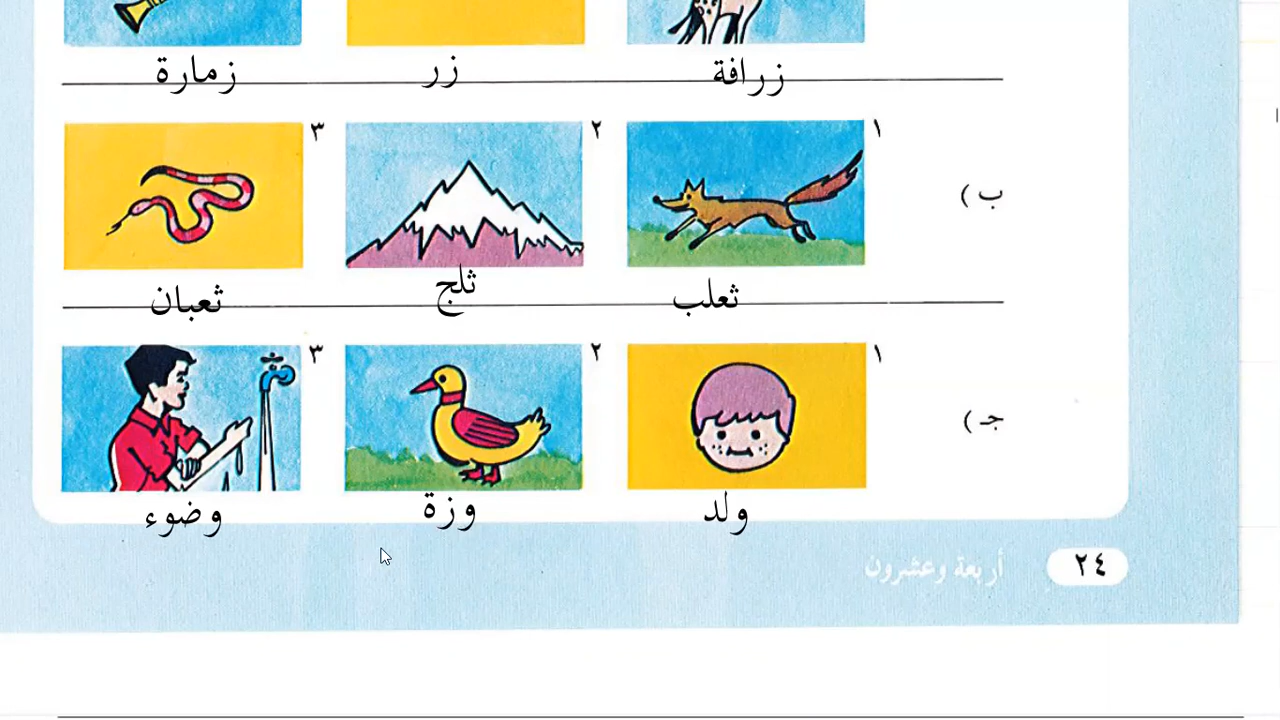 زرافة زر زمارة
ب ) ١ ٢ ٣
ثعلب ثلج ثعبان
جـ ) ١ ٢ ٣
ولد وزة وضوء
٢٤ أربعة وعشرون